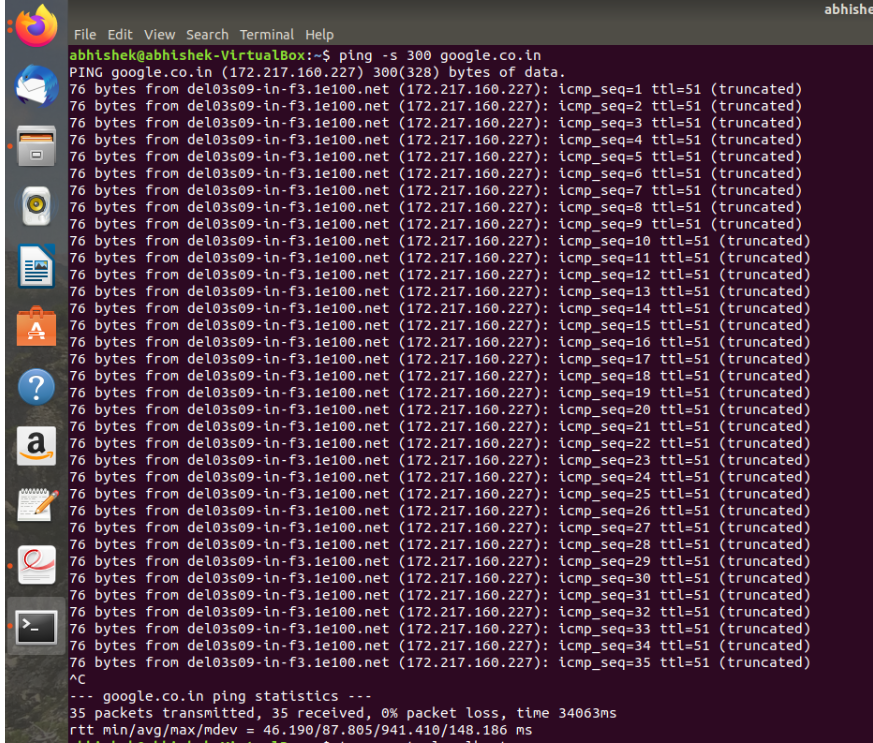 abhishe
File Edit View Search Terminal Help
abhishek@abhishek-VirtualBox:~$ ping -s 300 google.co.in
PING google.co.in (172.217.160.227) 300(328) bytes of data.
76 bytes from del03s09-in-f3.1e100.net (172.217.160.227): icmp_seq=1 ttl=51 (truncated)
76 bytes from del03s09-in-f3.1e100.net (172.217.160.227): icmp_seq=2 ttl=51 (truncated)
76 bytes from del03s09-in-f3.1e100.net (172.217.160.227): icmp_seq=3 ttl=51 (truncated)
76 bytes from del03s09-in-f3.1e100.net (172.217.160.227): icmp_seq=4 ttl=51 (truncated)
76 bytes from del03s09-in-f3.1e100.net (172.217.160.227): icmp_seq=5 ttl=51 (truncated)
76 bytes from del03s09-in-f3.1e100.net (172.217.160.227): icmp_seq=6 ttl=51 (truncated)
76 bytes from del03s09-in-f3.1e100.net (172.217.160.227): icmp_seq=7 ttl=51 (truncated)
76 bytes from del03s09-in-f3.1e100.net (172.217.160.227): icmp_seq=8 ttl=51 (truncated)
76 bytes from del03s09-in-f3.1e100.net (172.217.160.227): icmp_seq=9 ttl=51 (truncated)
76 bytes from del03s09-in-f3.1e100.net (172.217.160.227): icmp_seq=10 ttl=51 (truncated)
76 bytes from del03s09-in-f3.1e100.net (172.217.160.227): icmp_seq=11 ttl=51 (truncated)
76 bytes from del03s09-in-f3.1e100.net (172.217.160.227): icmp_seq=12 ttl=51 (truncated)
76 bytes from del03s09-in-f3.1e100.net (172.217.160.227): icmp_seq=13 ttl=51 (truncated)
76 bytes from del03s09-in-f3.1e100.net (172.217.160.227): icmp_seq=14 ttl=51 (truncated)
76 bytes from del03s09-in-f3.1e100.net (172.217.160.227): icmp_seq=15 ttl=51 (truncated)
76 bytes from del03s09-in-f3.1e100.net (172.217.160.227): icmp_seq=16 ttl=51 (truncated)
76 bytes from del03s09-in-f3.1e100.net (172.217.160.227): icmp_seq=17 ttl=51 (truncated)
76 bytes from del03s09-in-f3.1e100.net (172.217.160.227): icmp_seq=18 ttl=51 (truncated)
76 bytes from del03s09-in-f3.1e100.net (172.217.160.227): icmp_seq=19 ttl=51 (truncated)
76 bytes from del03s09-in-f3.1e100.net (172.217.160.227): icmp_seq=20 ttl=51 (truncated)
76 bytes from del03s09-in-f3.1e100.net (172.217.160.227): icmp_seq=21 ttl=51 (truncated)
76 bytes from del03s09-in-f3.1e100.net (172.217.160.227): icmp_seq=22 ttl=51 (truncated)
76 bytes from del03s09-in-f3.1e100.net (172.217.160.227): icmp_seq=23 ttl=51 (truncated)
76 bytes from del03s09-in-f3.1e100.net (172.217.160.227): icmp_seq=24 ttl=51 (truncated)
76 bytes from del03s09-in-f3.1e100.net (172.217.160.227): icmp_seq=25 ttl=51 (truncated)
76 bytes from del03s09-in-f3.1e100.net (172.217.160.227): icmp_seq=26 ttl=51 (truncated)
76 bytes from del03s09-in-f3.1e100.net (172.217.160.227): icmp_seq=27 ttl=51 (truncated)
76 bytes from del03s09-in-f3.1e100.net (172.217.160.227): icmp_seq=28 ttl=51 (truncated)
76 bytes from del03s09-in-f3.1e100.net (172.217.160.227): icmp_seq=29 ttl=51 (truncated)
76 bytes from del03s09-in-f3.1e100.net (172.217.160.227): icmp_seq=30 ttl=51 (truncated)
76 bytes from del03s09-in-f3.1e100.net (172.217.160.227): icmp_seq=31 ttl=51 (truncated)
76 bytes from del03s09-in-f3.1e100.net (172.217.160.227): icmp_seq=32 ttl=51 (truncated)
76 bytes from del03s09-in-f3.1e100.net (172.217.160.227): icmp_seq=33 ttl=51 (truncated)
76 bytes from del03s09-in-f3.1e100.net (172.217.160.227): icmp_seq=34 ttl=51 (truncated)
76 bytes from del03s09-in-f3.1e100.net (172.217.160.227): icmp_seq=35 ttl=51 (truncated)
^C
--- google.co.in ping statistics ---
35 packets transmitted, 35 received, 0% packet loss, time 34063ms
rtt min/avg/max/mdev = 46.190/87.805/941.410/148.186 ms